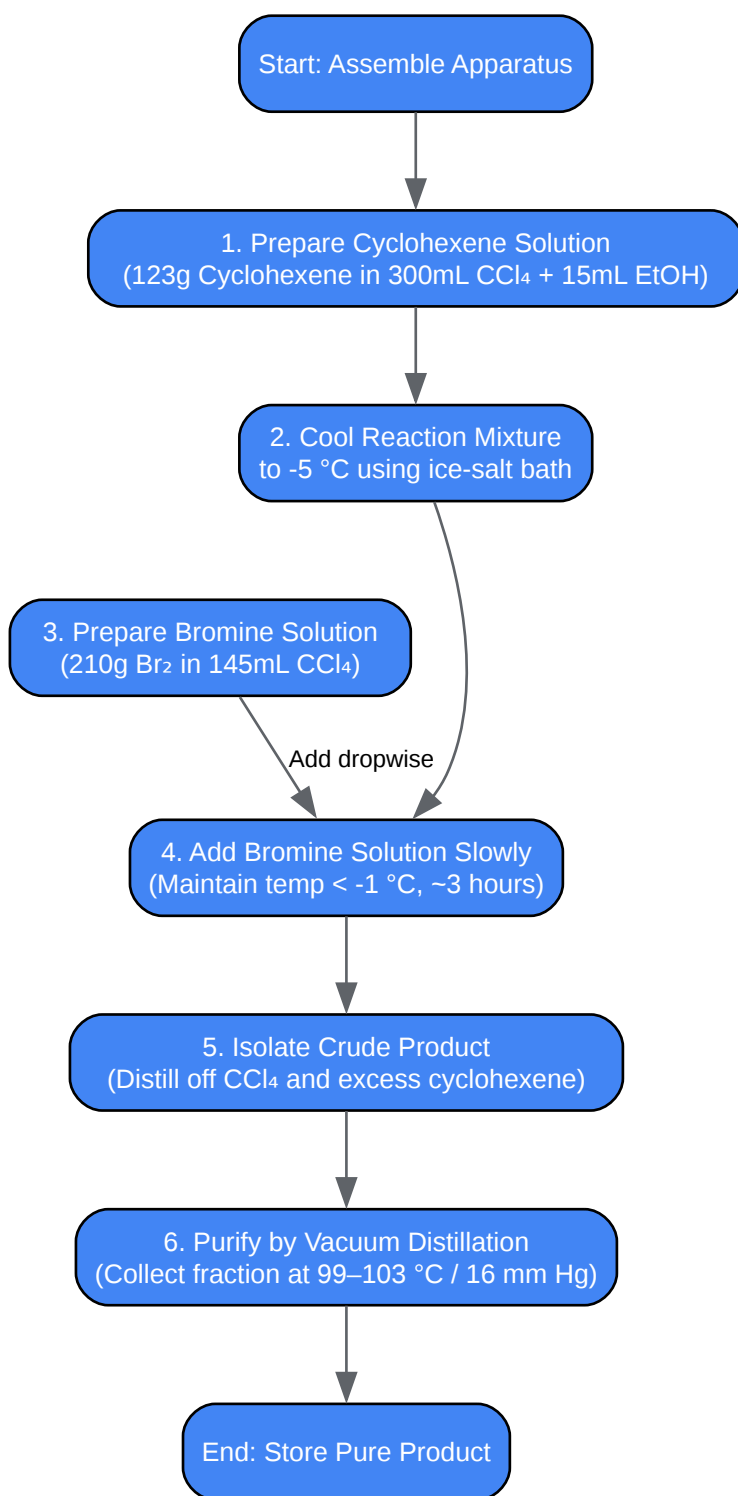 Start: Assemble Apparatus
1. Prepare Cyclohexene Solution
(123g Cyclohexene in 300mL CCl₄ + 15mL EtOH)
2. Cool Reaction Mixture
to -5 °C using ice-salt bath
3. Prepare Bromine Solution
(210g Br₂ in 145mL CCl₄)
Add dropwise
4. Add Bromine Solution Slowly
(Maintain temp < -1 °C, ~3 hours)
5. Isolate Crude Product
(Distill off CCl₄ and excess cyclohexene)
6. Purify by Vacuum Distillation
(Collect fraction at 99–103 °C / 16 mm Hg)
End: Store Pure Product